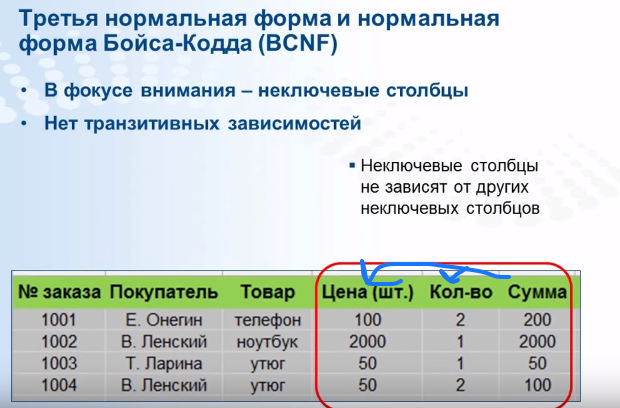 Третья нормальная форма и нормальная
форма Бойса-Кодда (BCNF)
• В фокусе внимания – неключевые столбцы
• Нет транзитивных зависимостей
▪ Неключевые столбцы
не зависят от других
неключевых столбцов
№ заказа Покупатель Товар Цена (шт.) Кол-во Сумма
1001 Е. Онегин телефон 100 2 200
1002 В. Ленский ноутбук 2000 1 2000
1003 Т. Ларина утюг 50 1 50
1004 В. Ленский утюг 50 2 100